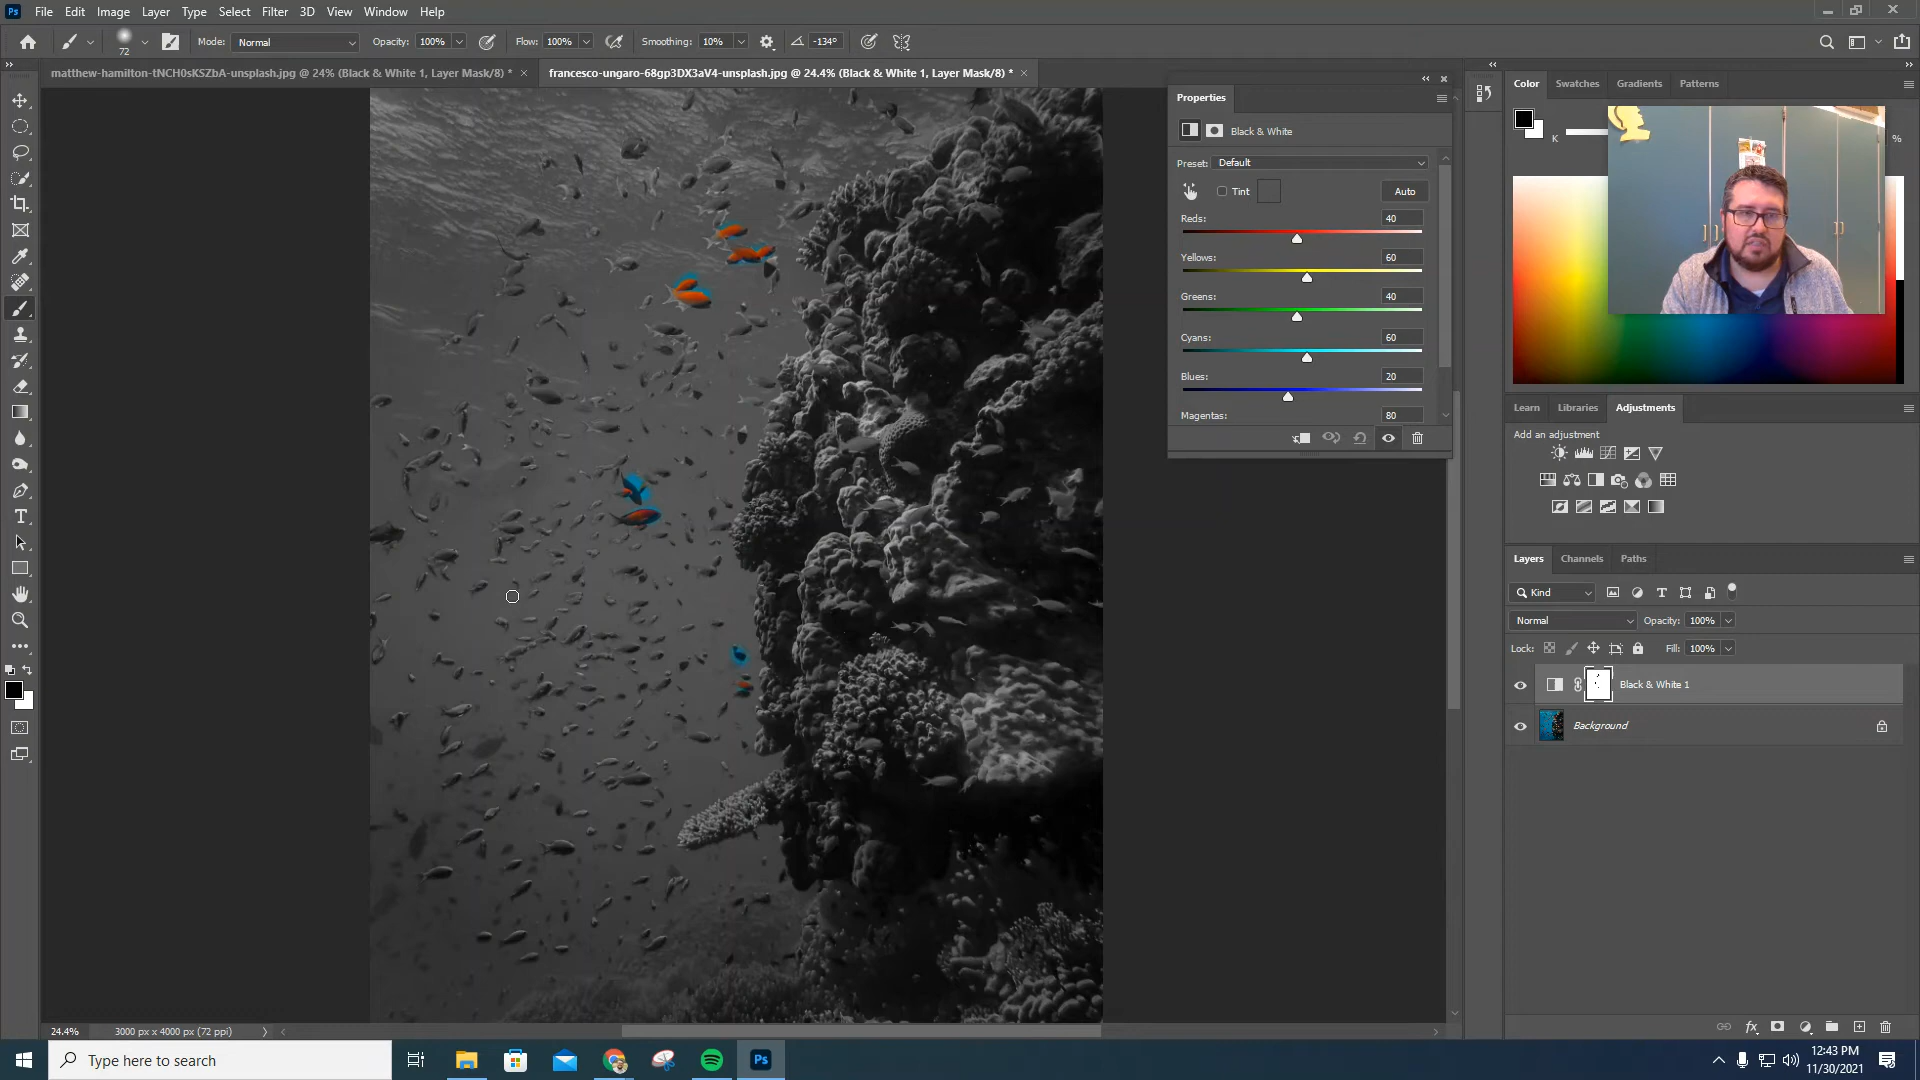 Ps File Edit Image Layer Type Select Filter 3D View Window Help
72 Mode: Normal Opacity: 100% Flow: 100% Smoothing: 10% -134°
matthew-hamilton-tNCH0sKSZbA-unsplash.jpg @ 24% (Black & White 1, Layer Mask/8) * × francesco-ungaro-68gp3DX3aV4-unsplash.jpg @ 24.4% (Black & White 1, Layer Mask/8) * ×
Properties
Black & White
Preset: Default
Tint Auto
Reds: 40
Yellows: 60
Greens: 40
Cyans: 60
Blues: 20
Magentas: 80
Color Swatches Gradients Patterns
K %
Learn Libraries Adjustments
Add an adjustment
Layers Channels Paths
Kind
Normal Opacity: 100%
Lock: Fill: 100%
Black & White 1
Background
fx
24.4% 3000 px x 4000 px (72 ppi)
Type here to search
Ps
12:43 PM
11/30/2021